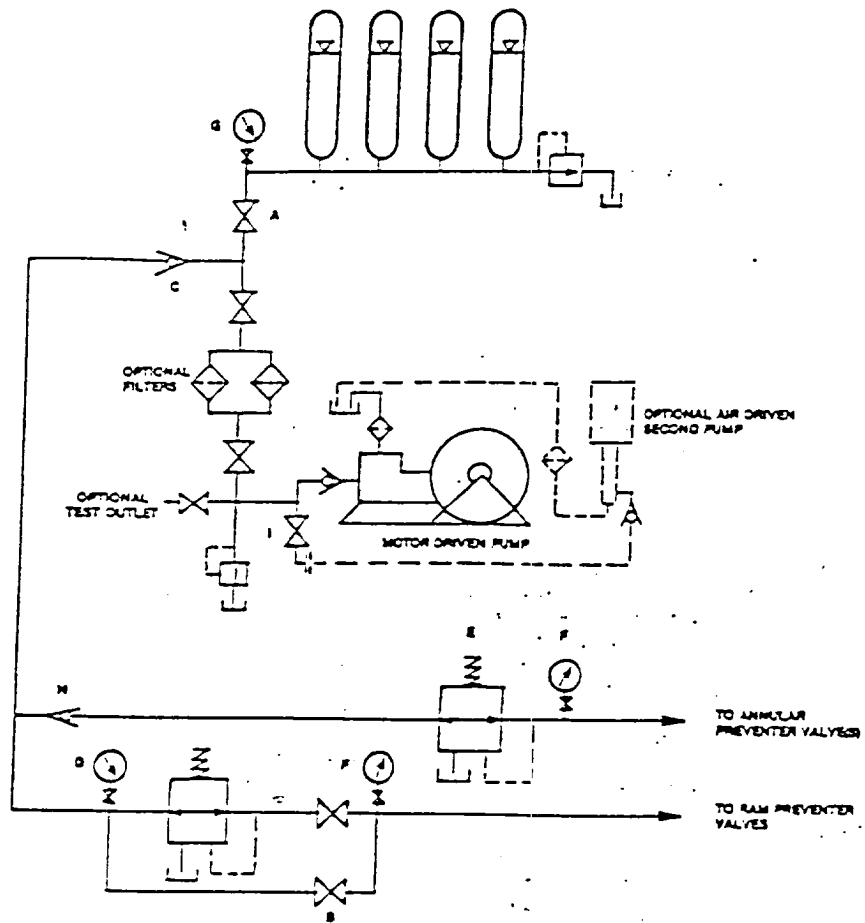 G
A
C
OPTIONAL
FILTERS
OPTIONAL AIR DRIVEN
SECOND PUMP
OPTIONAL
TEST OUTLET
I
MOTOR DRIVEN PUMP
H
E
F
H
TO ANNULAR
PREVENTER VALVE(S)
D
F
TO RAM PREVENTER
VALVES
B